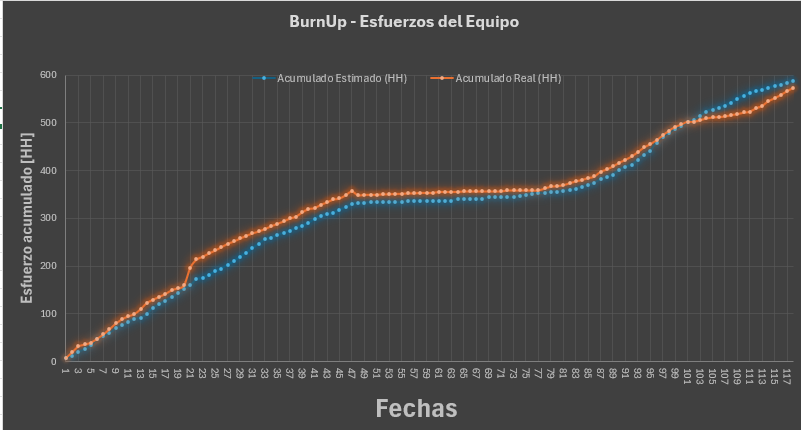 BurnUp - Esfuerzos del Equipo
Acumulado Estimado (HH) Acumulado Real (HH)
Esfuerzo acumulado [HH]
600
500
400
300
200
100
0
1 3 5 7 9 11 13 15 17 19 21 23 25 27 29 31 33 35 37 39 41 43 45 47 49 51 53 55 57 59 61 63 65 67 69 71 73 75 77 79 81 83 85 87 89 91 93 95 97 99 101 103 105 107 109 111 113 115 117
Fechas